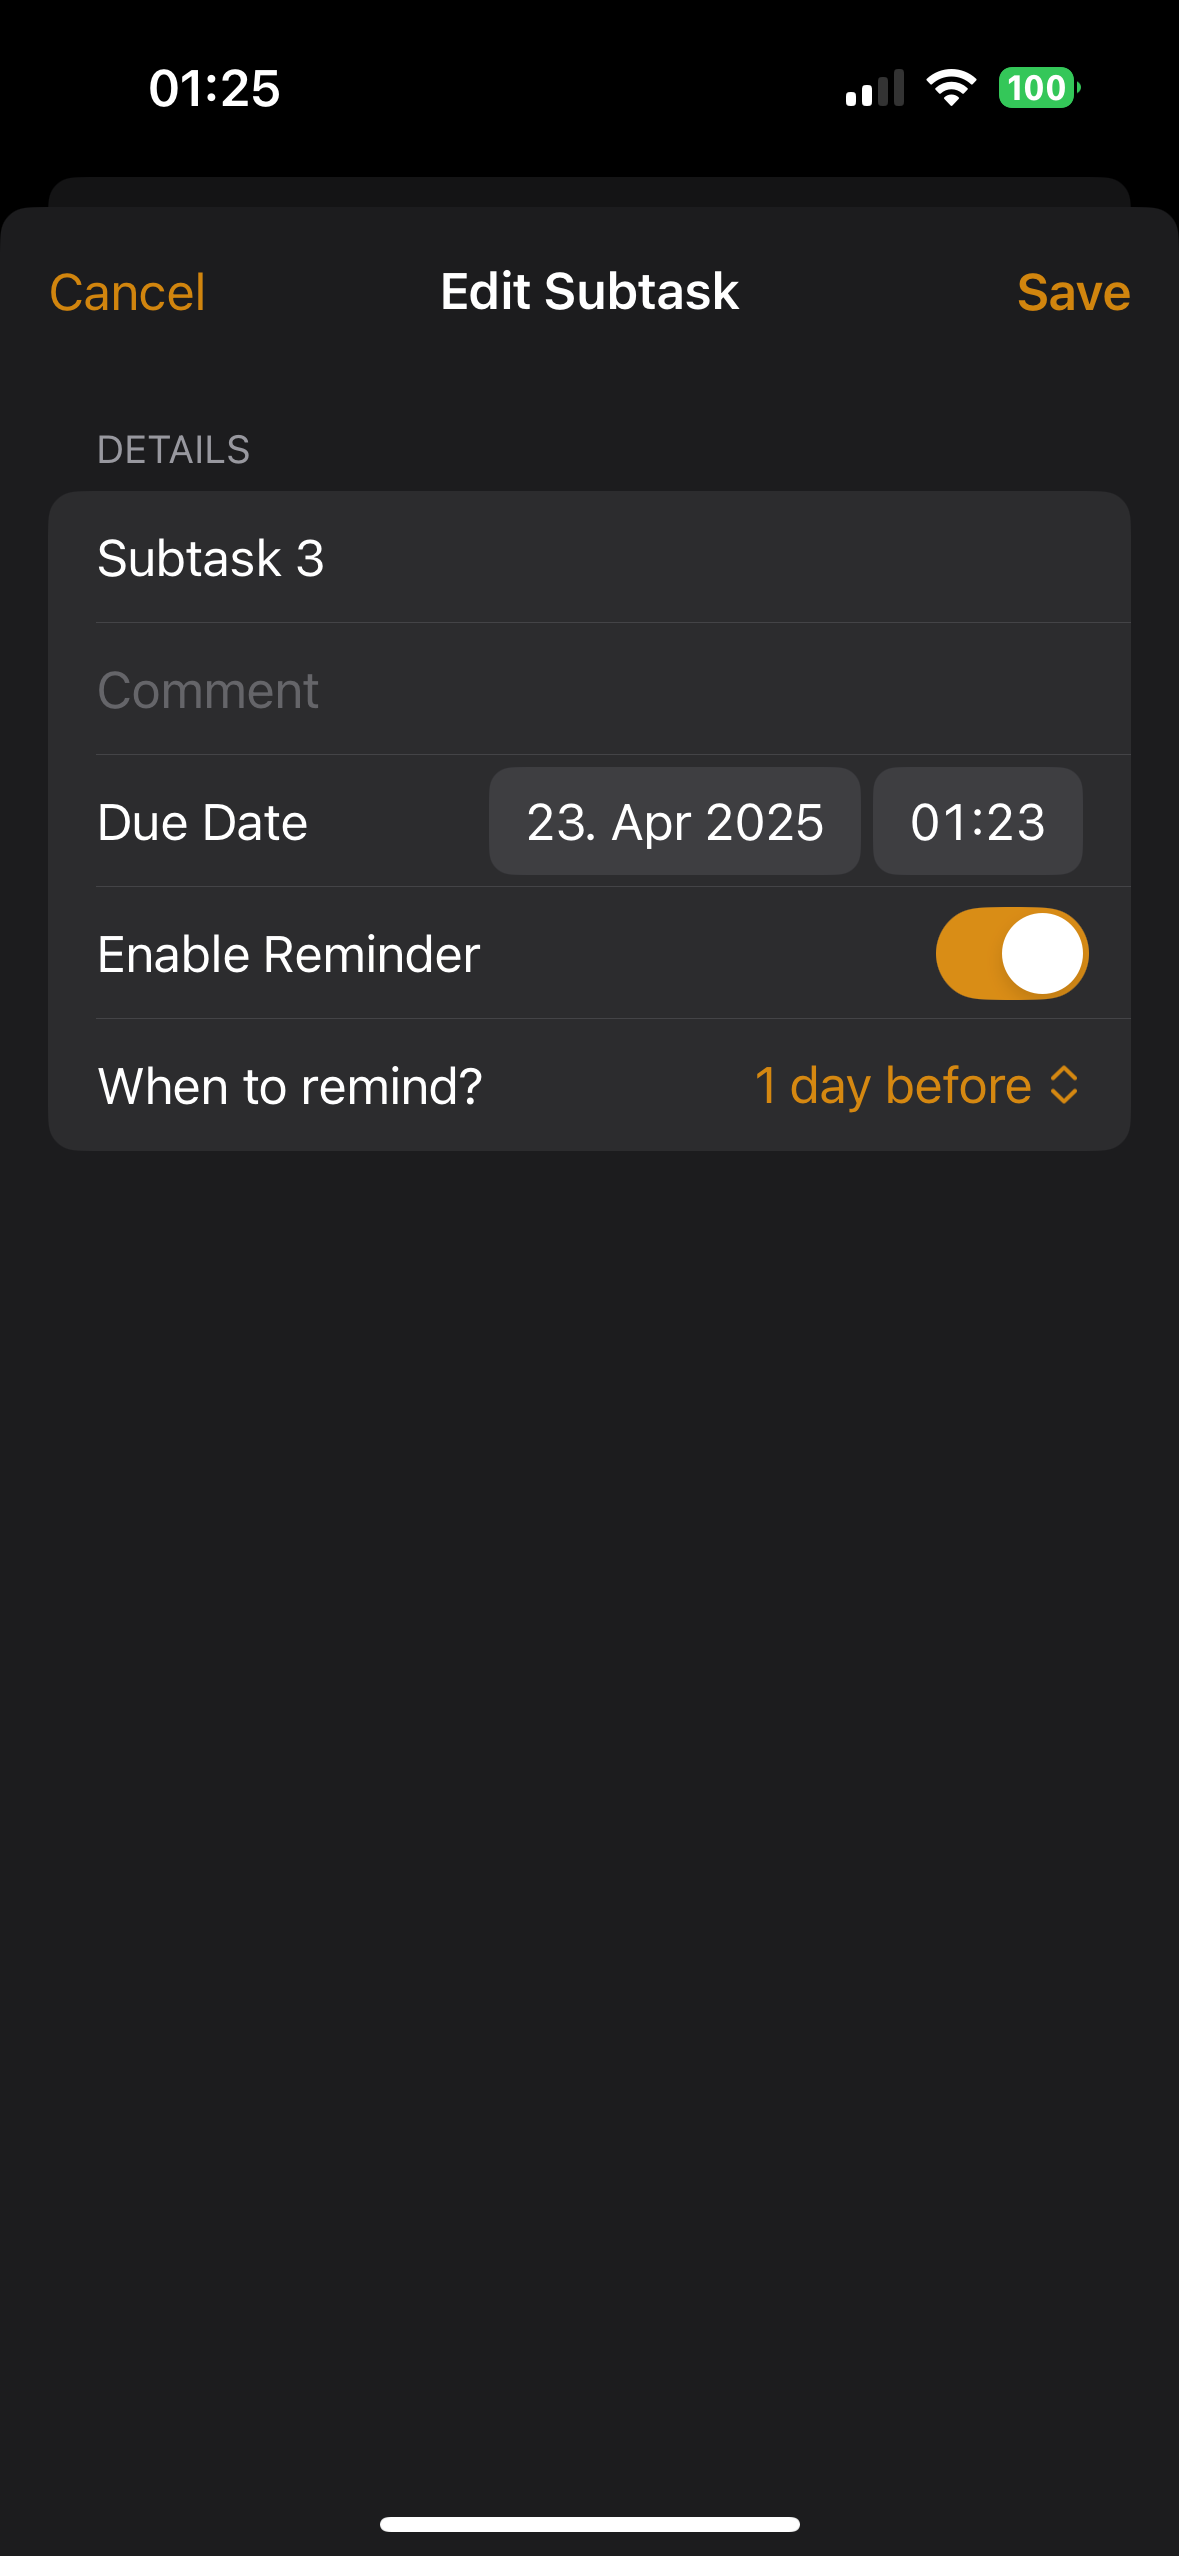 01:25
100
Cancel Edit Subtask Save
DETAILS
Subtask 3
Comment
Due Date 23. Apr 2025 01:23
Enable Reminder
When to remind? 1 day before